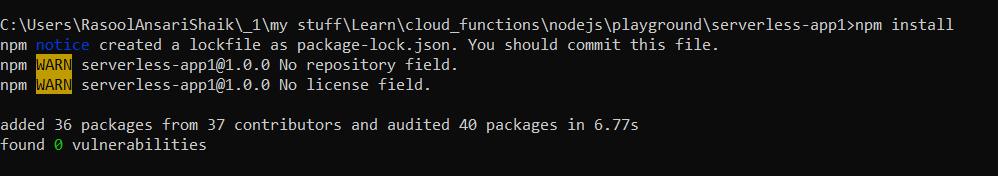 C:\Users\RasoolAnsariShaik\_1\my stuff\Learn\cloud_functions\nodejs\playground\serverless-app1>npm install
npm notice created a lockfile as package-lock.json. You should commit this file.
npm WARN serverless-app1@1.0.0 No repository field.
npm WARN serverless-app1@1.0.0 No license field.
added 36 packages from 37 contributors and audited 40 packages in 6.77s
found 0 vulnerabilities